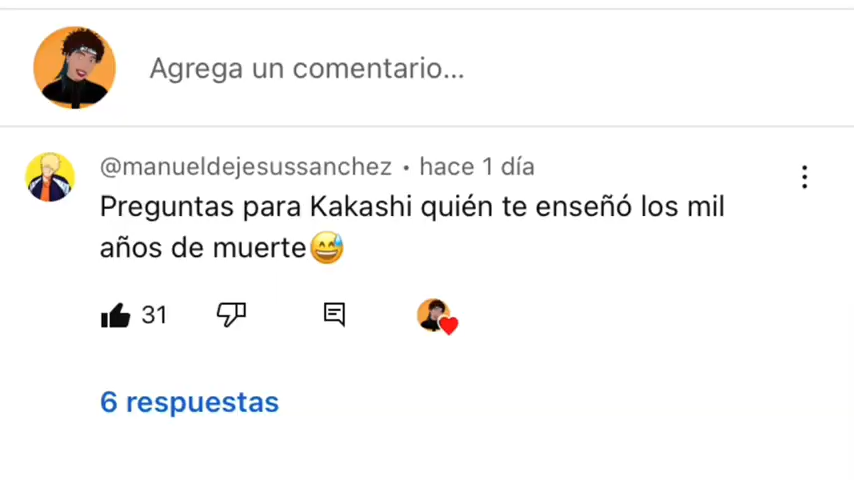 Agrega un comentario...
@manueldejesussanchez • hace 1 día
Preguntas para Kakashi quién te enseñó los mil
años de muerte😅
31
6 respuestas